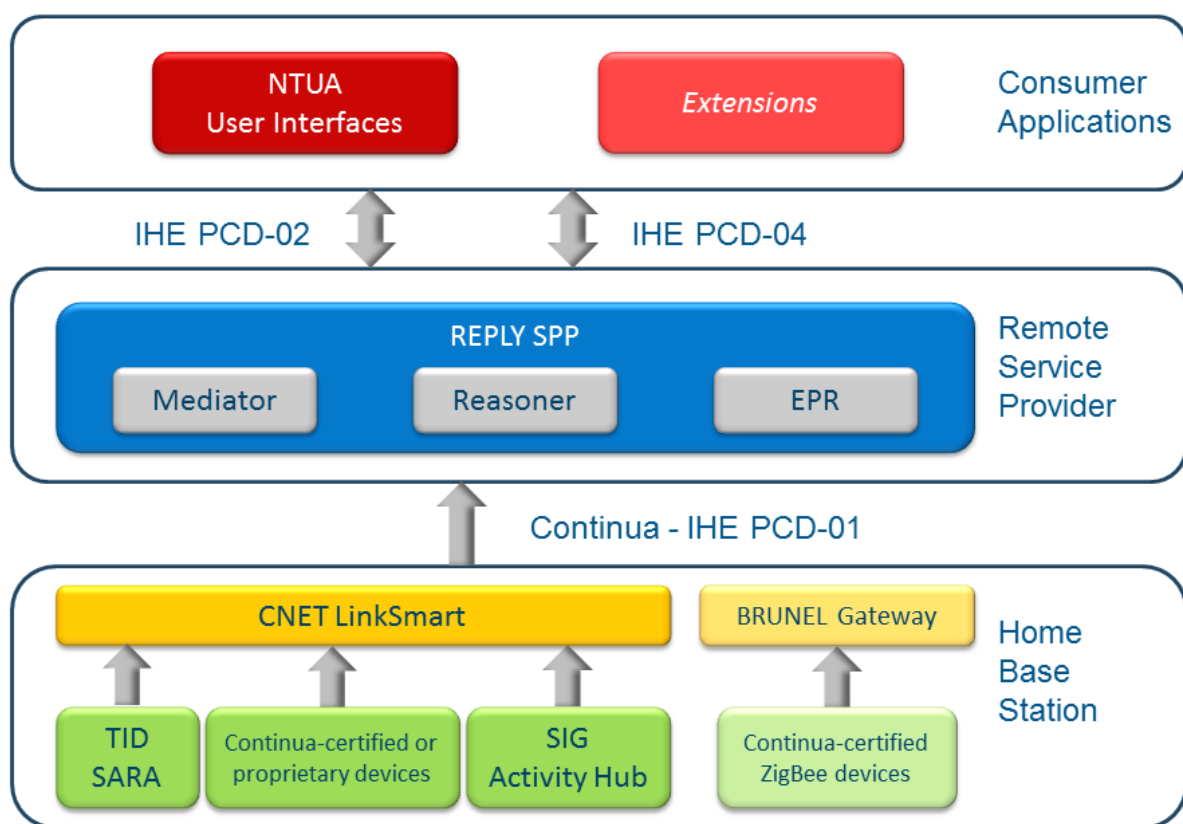 NTUA
User Interfaces
Extensions
Consumer
Applications
IHE PCD-02
IHE PCD-04
REPLY SPP
Mediator
Reasoner
EPR
Remote
Service
Provider
Continua - IHE PCD-01
CNET LinkSmart
BRUNEL Gateway
Home
Base
Station
TID
SARA
Continua-certified or
proprietary devices
SIG
Activity Hub
Continua-certified
ZigBee devices